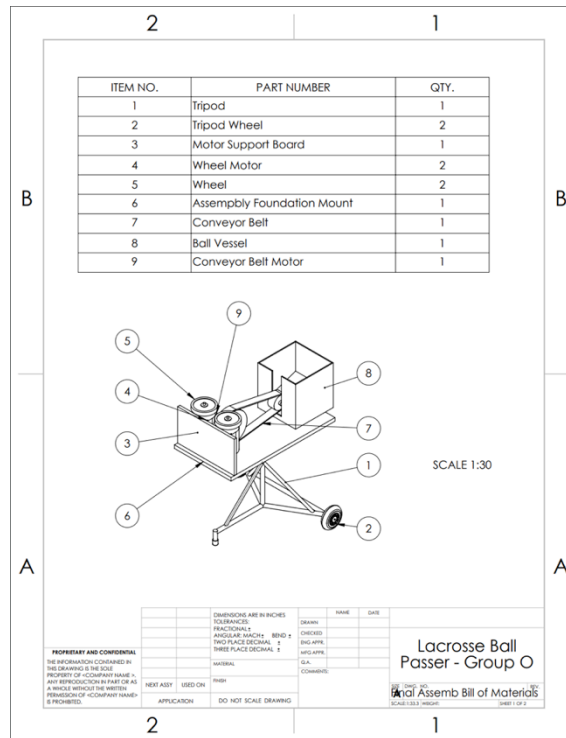 2 1
ITEM NO. PART NUMBER QTY.
1 Tripod 1
2 Tripod Wheel 2
3 Motor Support Board 1
4 Wheel Motor 2
5 Wheel 2
6 Assempbly Foundation Mount 1
7 Conveyor Belt 1
8 Ball Vessel 1
9 Conveyor Belt Motor 1
B B
9
5
4
8
3
7
1
SCALE 1:30
6
2
A A
PROPRIETARY AND CONFIDENTIAL
THE INFORMATION CONTAINED IN
THIS DRAWING IS THE SOLE
PROPERTY OF <COMPANY NAME >.
ANY REPRODUCTION IN PART OR AS
A WHOLE WITHOUT THE WRITTEN
PERMISSION OF <COMPANY NAME>
IS PROHIBITED.
NEXT ASSY USED ON
APPLICATION
DIMENSIONS ARE IN INCHES
TOLERANCES:
FRACTIONAL ±
ANGULAR: MACH ± BEND ±
TWO PLACE DECIMAL ±
THREE PLACE DECIMAL ±
MATERIAL
FINISH
DO NOT SCALE DRAWING
NAME DATE
DRAWN
CHECKED
ENG APPR.
MFG APPR.
Q.A.
COMMENTS:
Lacrosse Ball
Passer - Group O
SIZE DWG. NO. REV.
A Final Assemb Bill of Materials
SCALE:1:33.3 WEIGHT: SHEET 1 OF 2
2 1